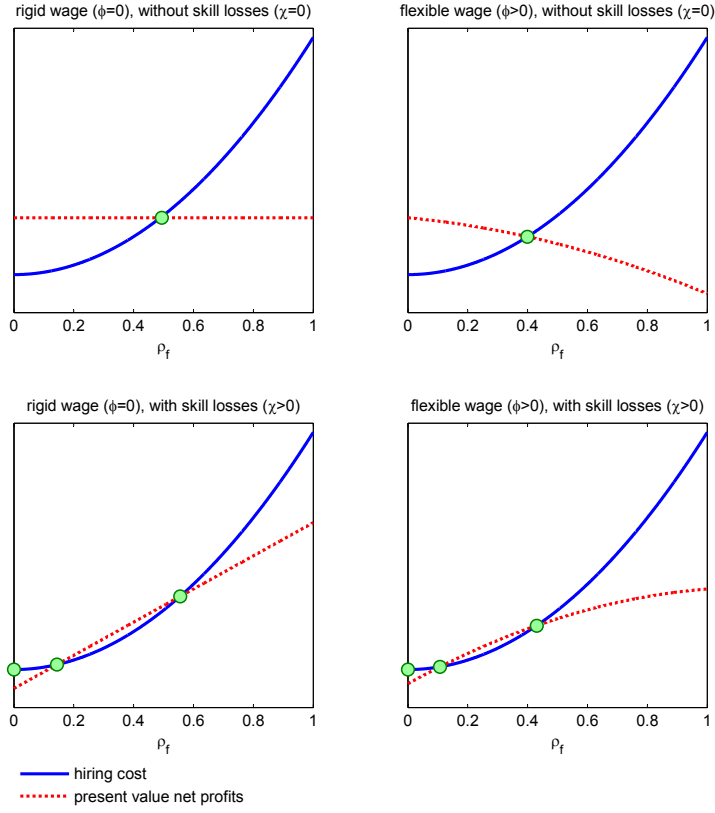 rigid wage (ϕ=0), without skill losses (χ=0)
flexible wage (ϕ>0), without skill losses (χ=0)
0 0.2 0.4 0.6 0.8 1
ρf
0 0.2 0.4 0.6 0.8 1
ρf
rigid wage (ϕ=0), with skill losses (χ>0)
flexible wage (ϕ>0), with skill losses (χ>0)
0 0.2 0.4 0.6 0.8 1
ρf
0 0.2 0.4 0.6 0.8 1
ρf
hiring cost
present value net profits